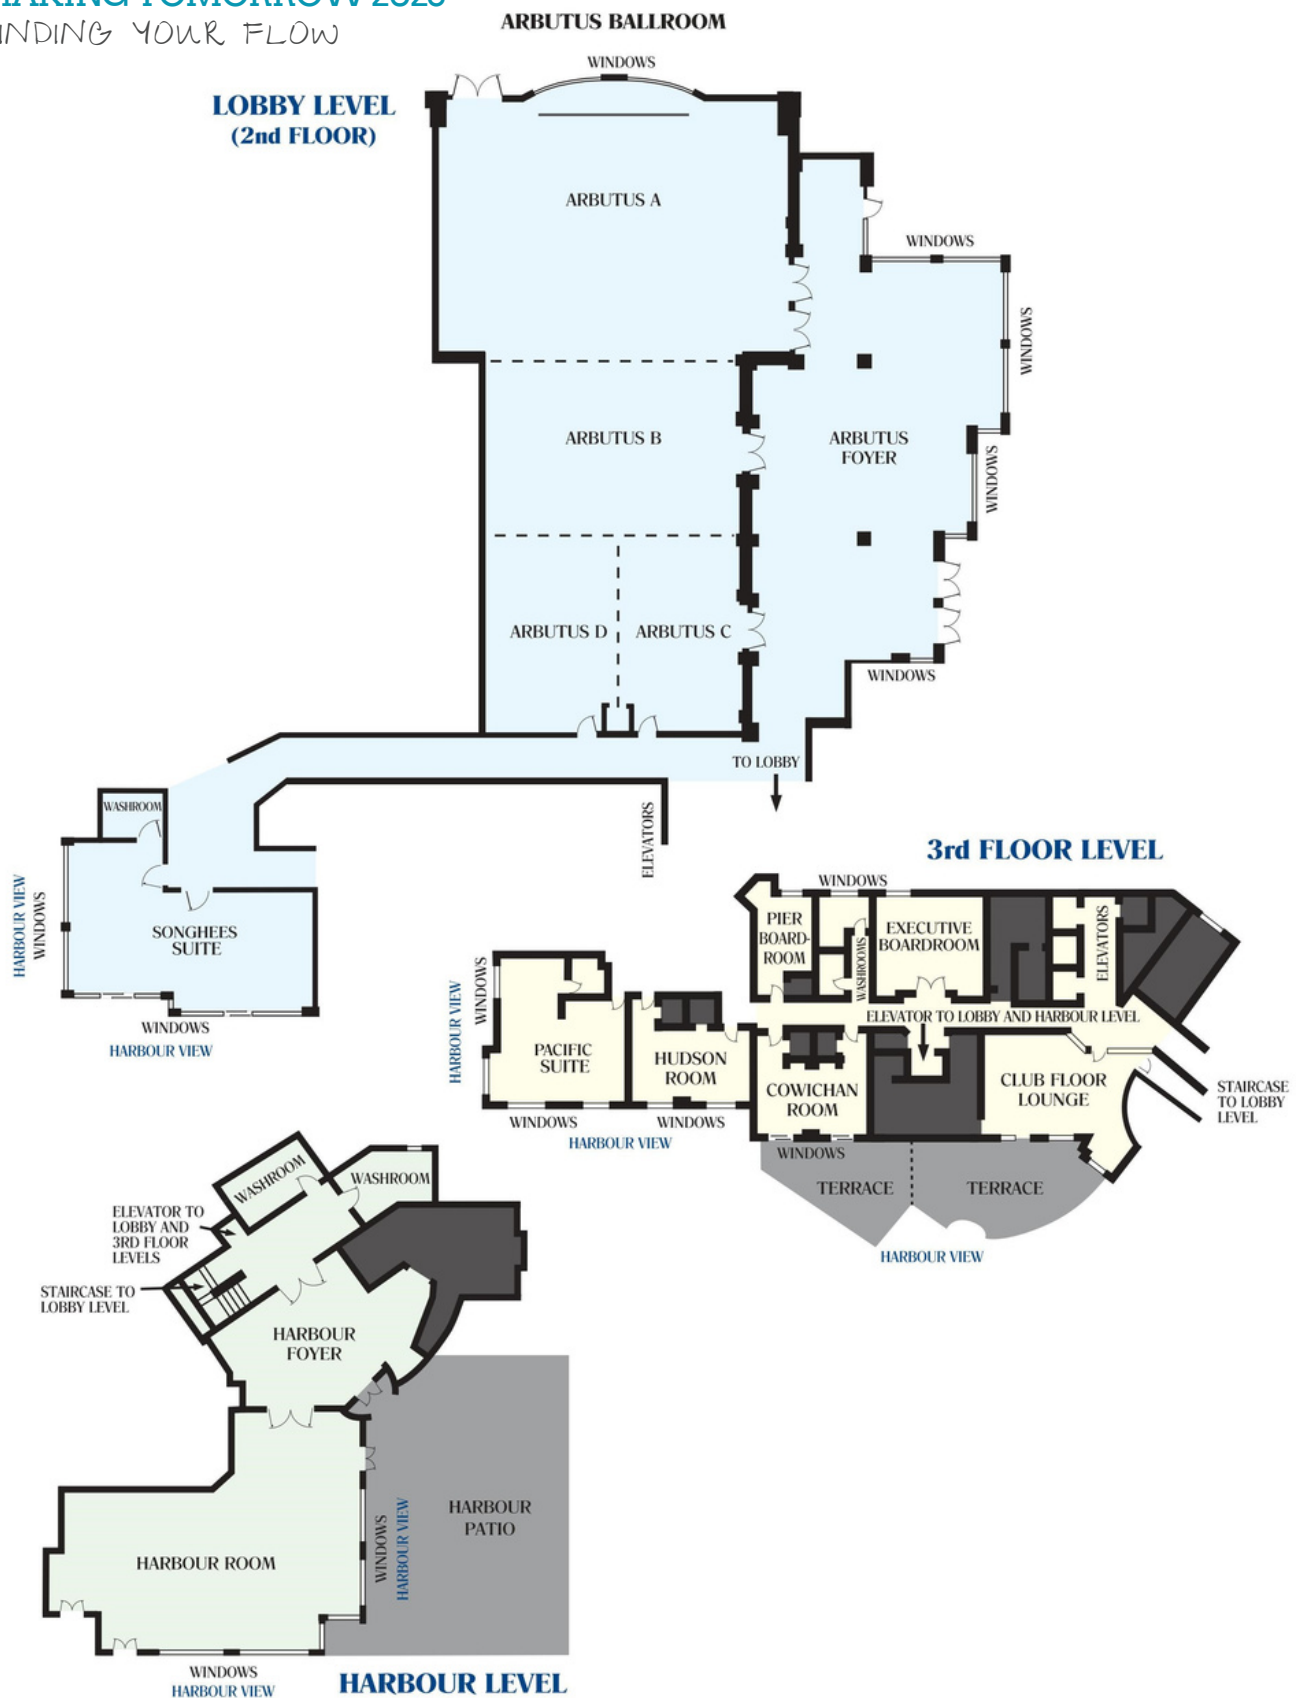 MAKING TOMORROW 2023
INDING YOUR FLOW
ARBUTUS BALLROOM
WINDOWS
LOBBY LEVEL
(2nd FLOOR)
ARBUTUS A
WINDOWS
WINDOWS
ARBUTUS B
ARBUTUS
FOYER
WINDOWS
ARBUTUS D
ARBUTUS C
WINDOWS
TO LOBBY
ELEVATORS
WASHROOM
HARBOUR VIEW
WINDOWS
SONGHEES
SUITE
WINDOWS
HARBOUR VIEW
3rd FLOOR LEVEL
WINDOWS
PIER
BOARD-
ROOM
WASHROOMS
EXECUTIVE
BOARDROOM
ELEVATORS
ELEVATOR TO LOBBY AND HARBOUR LEVEL
HARBOUR VIEW
WINDOWS
PACIFIC
SUITE
HUDSON
ROOM
COWICHAN
ROOM
CLUB FLOOR
LOUNGE
STAIRCASE
TO LOBBY
LEVEL
WINDOWS
WINDOWS
HARBOUR VIEW
WINDOWS
TERRACE
TERRACE
HARBOUR VIEW
WASHROOM
WASHROOM
ELEVATOR TO
LOBBY AND
3RD FLOOR
LEVELS
STAIRCASE TO
LOBBY LEVEL
HARBOUR
FOYER
HARBOUR
PATIO
WINDOWS
HARBOUR VIEW
HARBOUR ROOM
WINDOWS
HARBOUR VIEW
HARBOUR LEVEL